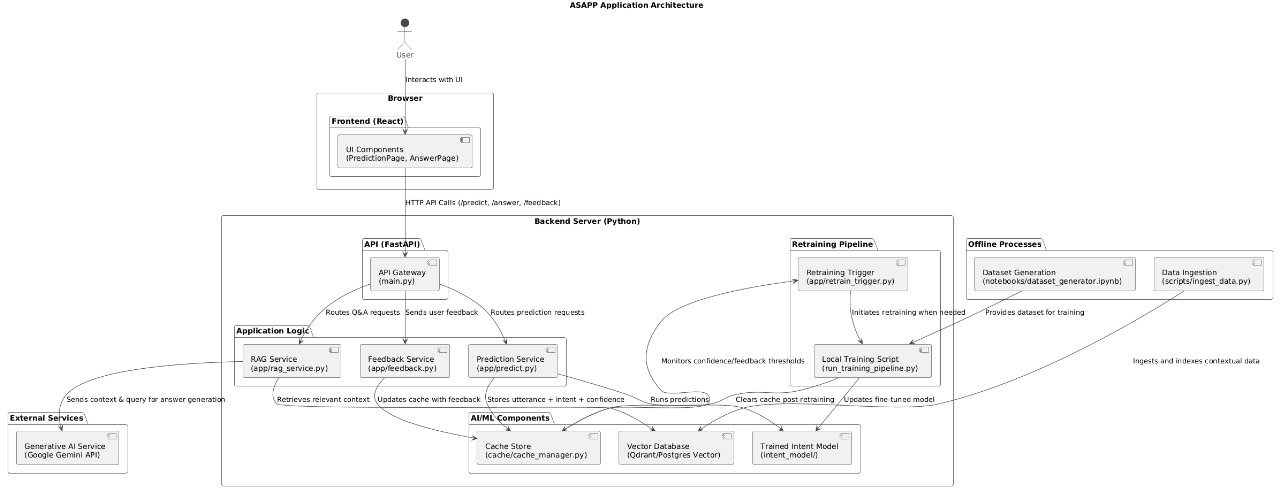 ASAPP Application Architecture
User
Interacts with UI
Browser
Frontend (React)
UI Components
(PredictionPage, AnswerPage)
HTTP API Calls (/predict, /answer, /feedback)
Backend Server (Python)
API (FastAPI)
API Gateway
(main.py)
Retraining Pipeline
Retraining Trigger
(app/retrain_trigger.py)
Offline Processes
Dataset Generation
(notebooks/dataset_generator.ipynb)
Data Ingestion
(scripts/ingest_data.py)
Routes Q&A requests
Sends user feedback
Routes prediction requests
Initiates retraining when needed
Provides dataset for training
Application Logic
RAG Service
(app/rag_service.py)
Feedback Service
(app/feedback.py)
Prediction Service
(app/predict.py)
Monitors confidence/feedback thresholds
Local Training Script
(run_training_pipeline.py)
Ingests and indexes contextual data
Sends context & query for answer generation
Retrieves relevant context
Updates cache with feedback
Stores utterance + intent + confidence
Runs predictions
Clears cache post-retraining
Updates fine-tuned model
External Services
Generative AI Service
(Google Gemini API)
AI/ML Components
Cache Store
(cache/cache_manager.py)
Vector Database
(Qdrant/Postgres Vector)
Trained Intent Model
(intent_model/)